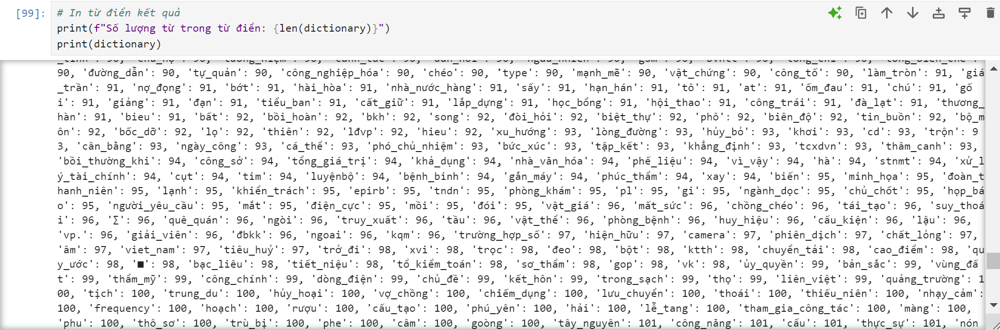 [99]:
# In từ điển kết quả
print(f"Số lượng từ trong từ điển: {len(dictionary)}")
print(dictionary)
90, 'đường_dẫn': 90, 'tự_quản': 90, 'công_nghiệp_hóa': 90, 'chéo': 90, 'type': 90, 'mạnh_mẽ': 90, 'vật_chứng': 90, 'công_tố': 90, 'làm_tròn': 91, 'giá
_trần': 91, 'nợ_đọng': 91, 'bớt': 91, 'hài_hòa': 91, 'nhà_nước_hàng': 91, 'sấy': 91, 'hạn_hán': 91, 'tô': 91, 'at': 91, 'ốm_đau': 91, 'chú': 91, 'gố
i': 91, 'giảng': 91, 'đạn': 91, 'tiểu_ban': 91, 'cất_giữ': 91, 'lắp_dựng': 91, 'học_bổng': 91, 'hội_thao': 91, 'công_trái': 91, 'đà_lạt': 91, 'thương_
hàn': 91, 'bieu': 91, 'bất': 92, 'bồi_hoàn': 92, 'bkh': 92, 'song': 92, 'đòi_hỏi': 92, 'biệt_thự': 92, 'phô': 92, 'biên_độ': 92, 'tin_buồn': 92, 'bộ_m
ôn': 92, 'bốc_dỡ': 92, 'lọ': 92, 'thiên': 92, 'lđvp': 92, 'hieu': 92, 'xu_hướng': 93, 'lòng_đường': 93, 'hủy_bỏ': 93, 'khơi': 93, 'cd': 93, 'trộn': 9
3, 'cân_bằng': 93, 'ngày_công': 93, 'cá_thể': 93, 'phó_chủ_nhiệm': 93, 'bức_xúc': 93, 'tập_kết': 93, 'khẳng_định': 93, 'tcxdvn': 93, 'thâm_canh': 93,
'bồi_thường_khi': 94, 'công_sở': 94, 'tổng_giá_trị': 94, 'khả_dụng': 94, 'nhà_văn_hóa': 94, 'phế_liệu': 94, 'vì_vậy': 94, 'hà': 94, 'stnmt': 94, 'xử_l
ý_tài_chính': 94, 'cụt': 94, 'tim': 94, 'luyệnbộ': 94, 'bệnh_binh': 94, 'gắn_máy': 94, 'phúc_thẩm': 94, 'xay': 94, 'biến': 95, 'minh_họa': 95, 'đoàn_t
hanh_niên': 95, 'lạnh': 95, 'khiển_trách': 95, 'epirb': 95, 'tndn': 95, 'phòng_khám': 95, 'pl': 95, 'gi': 95, 'ngành_dọc': 95, 'chủ_chốt': 95, 'họp_bá
o': 95, 'người_yêu_cầu': 95, 'mắt': 95, 'điện_cực': 95, 'mồi': 95, 'đói': 95, 'vật_giá': 96, 'mất_sức': 96, 'chồng_chéo': 96, 'tái_tạo': 96, 'suy_thoá
i': 96, '∑': 96, 'quê_quán': 96, 'ngòi': 96, 'truy_xuất': 96, 'tầu': 96, 'vật_thể': 96, 'phòng_bệnh': 96, 'huy_hiệu': 96, 'cấu_kiện': 96, 'lậu': 96,
'vp.': 96, 'giải_viên': 96, 'đbkk': 96, 'ngoai': 96, 'kqm': 96, 'trường_hợp_số': 97, 'hiện_hữu': 97, 'camera': 97, 'phiên_dịch': 97, 'chất_lỏng': 97,
'âm': 97, 'viet_nam': 97, 'tiêu_huỷ': 97, 'trở_đi': 98, 'xvi': 98, 'trọc': 98, 'đeo': 98, 'bột': 98, 'ktth': 98, 'chuyển_tải': 98, 'cao_điểm': 98, 'qu
y_ước': 98, '■': 98, 'bạc_liêu': 98, 'tiết_niệu': 98, 'tổ_kiểm_toán': 98, 'sơ_thẩm': 98, 'gop': 98, 'vk': 98, 'ủy_quyền': 99, 'bản_sắc': 99, 'vùng_đấ
t': 99, 'thẩm_mỹ': 99, 'công_chính': 99, 'dòng_điện': 99, 'chủ_đề': 99, 'kết_hôn': 99, 'trong_sạch': 99, 'thọ': 99, 'liên_việt': 99, 'quảng_trường': 1
00, 'tịch': 100, 'trung_du': 100, 'hủy_hoại': 100, 'vợ_chồng': 100, 'chiếm_dụng': 100, 'lưu_chuyển': 100, 'thoái': 100, 'thiếu_niên': 100, 'nhạy_cảm':
100, 'frequency': 100, 'hoạch': 100, 'rượu': 100, 'cấu_tạo': 100, 'phú_yên': 100, 'hải': 100, 'lễ_tang': 100, 'tham_gia_công_tác': 100, 'màng': 100,
'phu': 100, 'thô_sơ': 100, 'trù_bị': 100, 'phe': 100, 'câm': 100, 'goòng': 100, 'tây_nguyên': 101, 'công_năng': 101, 'cấu': 101, 'thực_sự': 101, 'nón